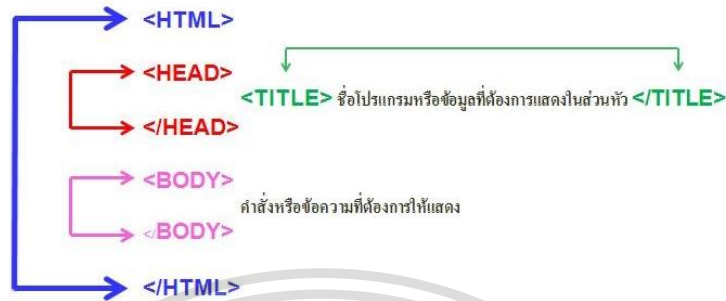 <HTML>
<HEAD>
<TITLE> ชื่อโปรแกรมหรือข้อมูลที่ต้องการแสดงในส่วนหัว </TITLE>
</HEAD>
<BODY>
คำสั่งหรือข้อความที่ต้องการให้แสดง
</BODY>
</HTML>